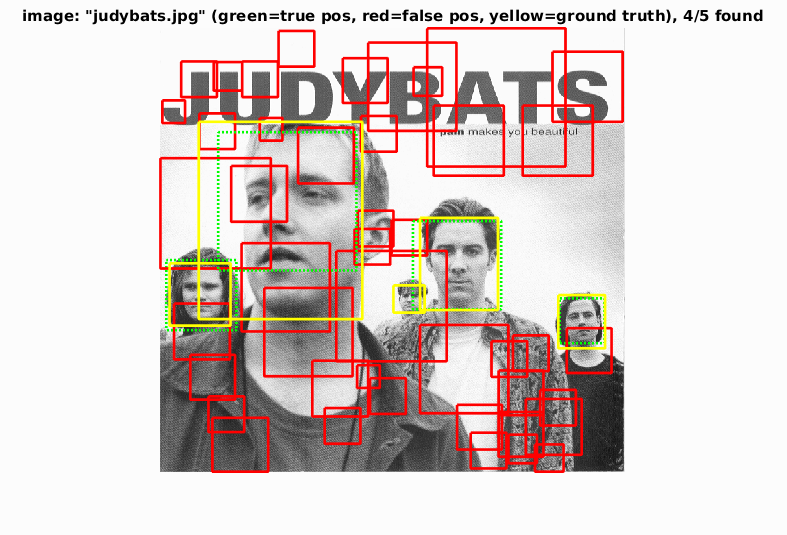 image: "judybats.jpg" (green=true pos, red=false pos, yellow=ground truth), 4/5 found
JUDYBATS
pain makes you beautiful